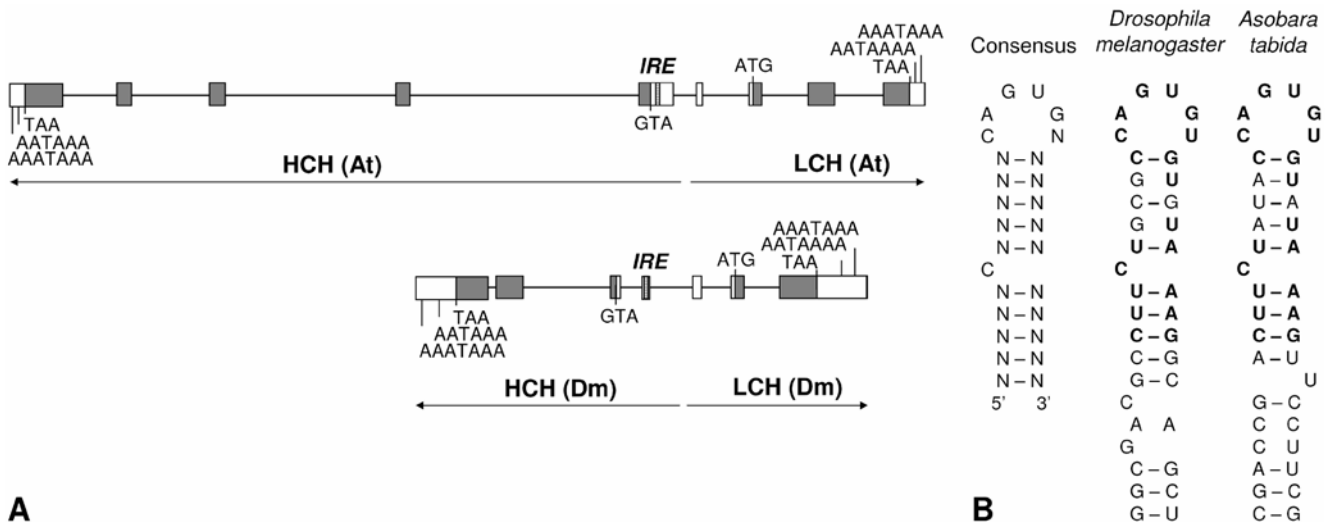 AAATAAA
AATAAAA
TAA
IRE
ATG
GTA
TAA
AATAAA
AAATAAA
HCH (At)
LCH (At)
AAATAAA
AATAAAA
TAA
IRE
ATG
GTA
TAA
AATAAA
AAATAAA
HCH (Dm)
LCH (Dm)
A
Consensus
G U
A G
C N
N – N
N – N
N – N
N – N
N – N
C
N – N
N – N
N – N
N – N
N – N
5' 3'
Drosophila
melanogaster
G U
A G
C U
C – G
G U
C – G
G U
U – A
C
U – A
U – A
C – G
C – G
G – C
C
A A
G
C – G
G – C
G – U
Asobara
tabida
G U
A G
C U
C – G
A – U
U – A
A – U
U – A
C
U – A
U – A
C – G
A – U
U
G – C
C C
C U
A – U
G – C
C – G
B